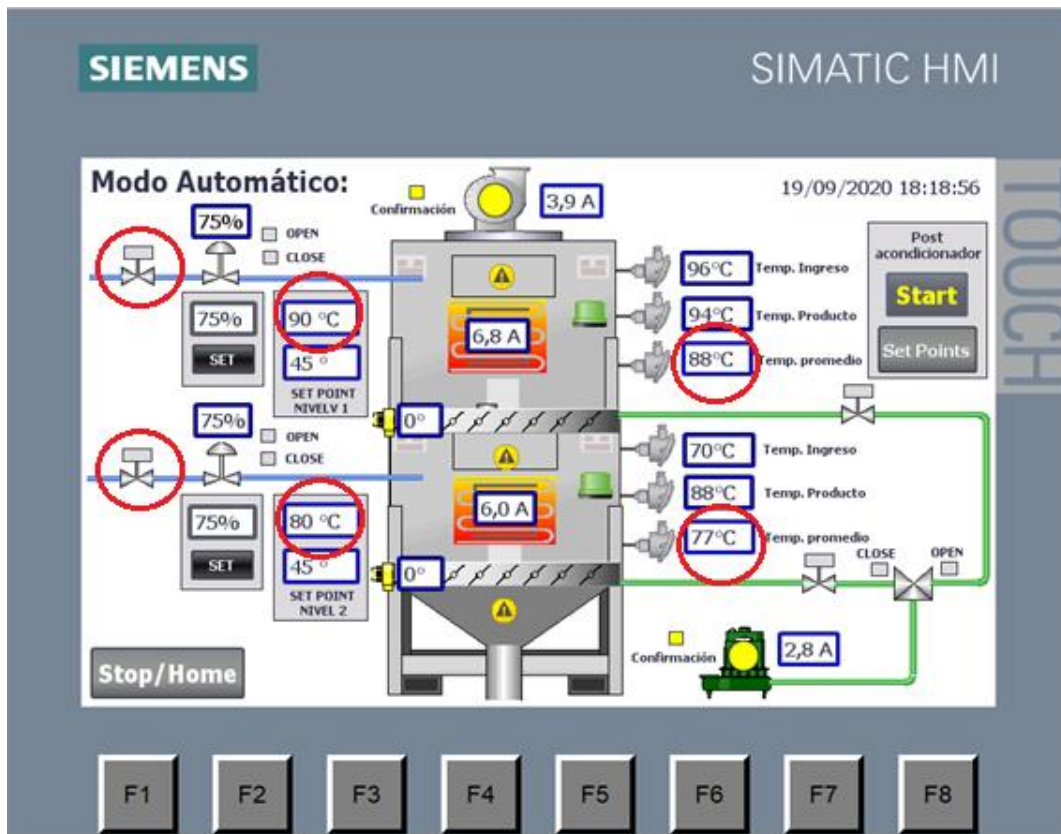 SIEMENS
SIMATIC HMI
TOUCH
Modo Automático:
19/09/2020 18:18:56
Confirmación
3,9 A
75%
OPEN
CLOSE
75%
SET
90 °C
45 °
SET POINT
NIVELV 1
6,8 A
96°C Temp. Ingreso
94°C Temp. Producto
88°C Temp. promedio
Post
acondicionador
Start
Set Points
0°
75%
OPEN
CLOSE
75%
SET
80 °C
45 °
SET POINT
NIVEL 2
6,0 A
70°C Temp. Ingreso
88°C Temp. Producto
77°C Temp. promedio
0°
CLOSE
OPEN
Confirmación
2,8 A
Stop/Home
F1 F2 F3 F4 F5 F6 F7 F8